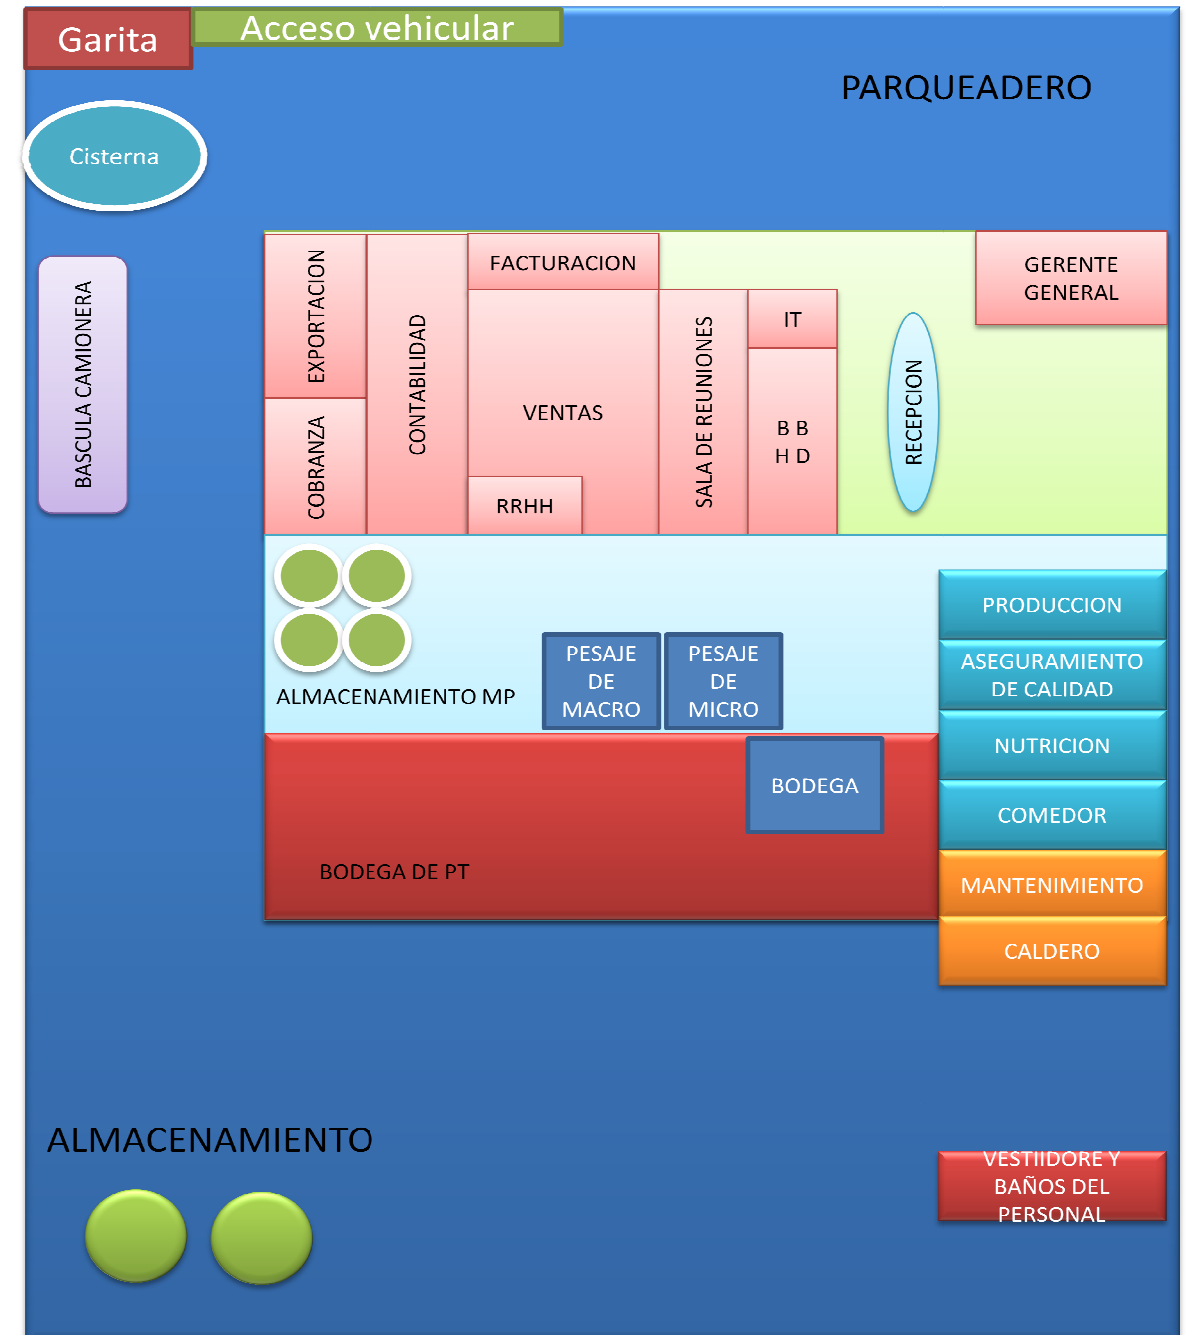 Garita
Acceso vehicular
PARQUEADERO
Cisterna
BASCULA CAMIONERA
EXPORTACION
COBRANZA
CONTABILIDAD
FACTURACION
VENTAS
RRHH
SALA DE REUNIONES
IT
B B
H D
RECEPCION
GERENTE
GENERAL
ALMACENAMIENTO MP
PESAJE
DE
MACRO
PESAJE
DE
MICRO
PRODUCCION
ASEGURAMIENTO
DE CALIDAD
NUTRICION
COMEDOR
MANTENIMIENTO
CALDERO
BODEGA
BODEGA DE PT
ALMACENAMIENTO
VESTIIDORE Y
BAÑOS DEL
PERSONAL